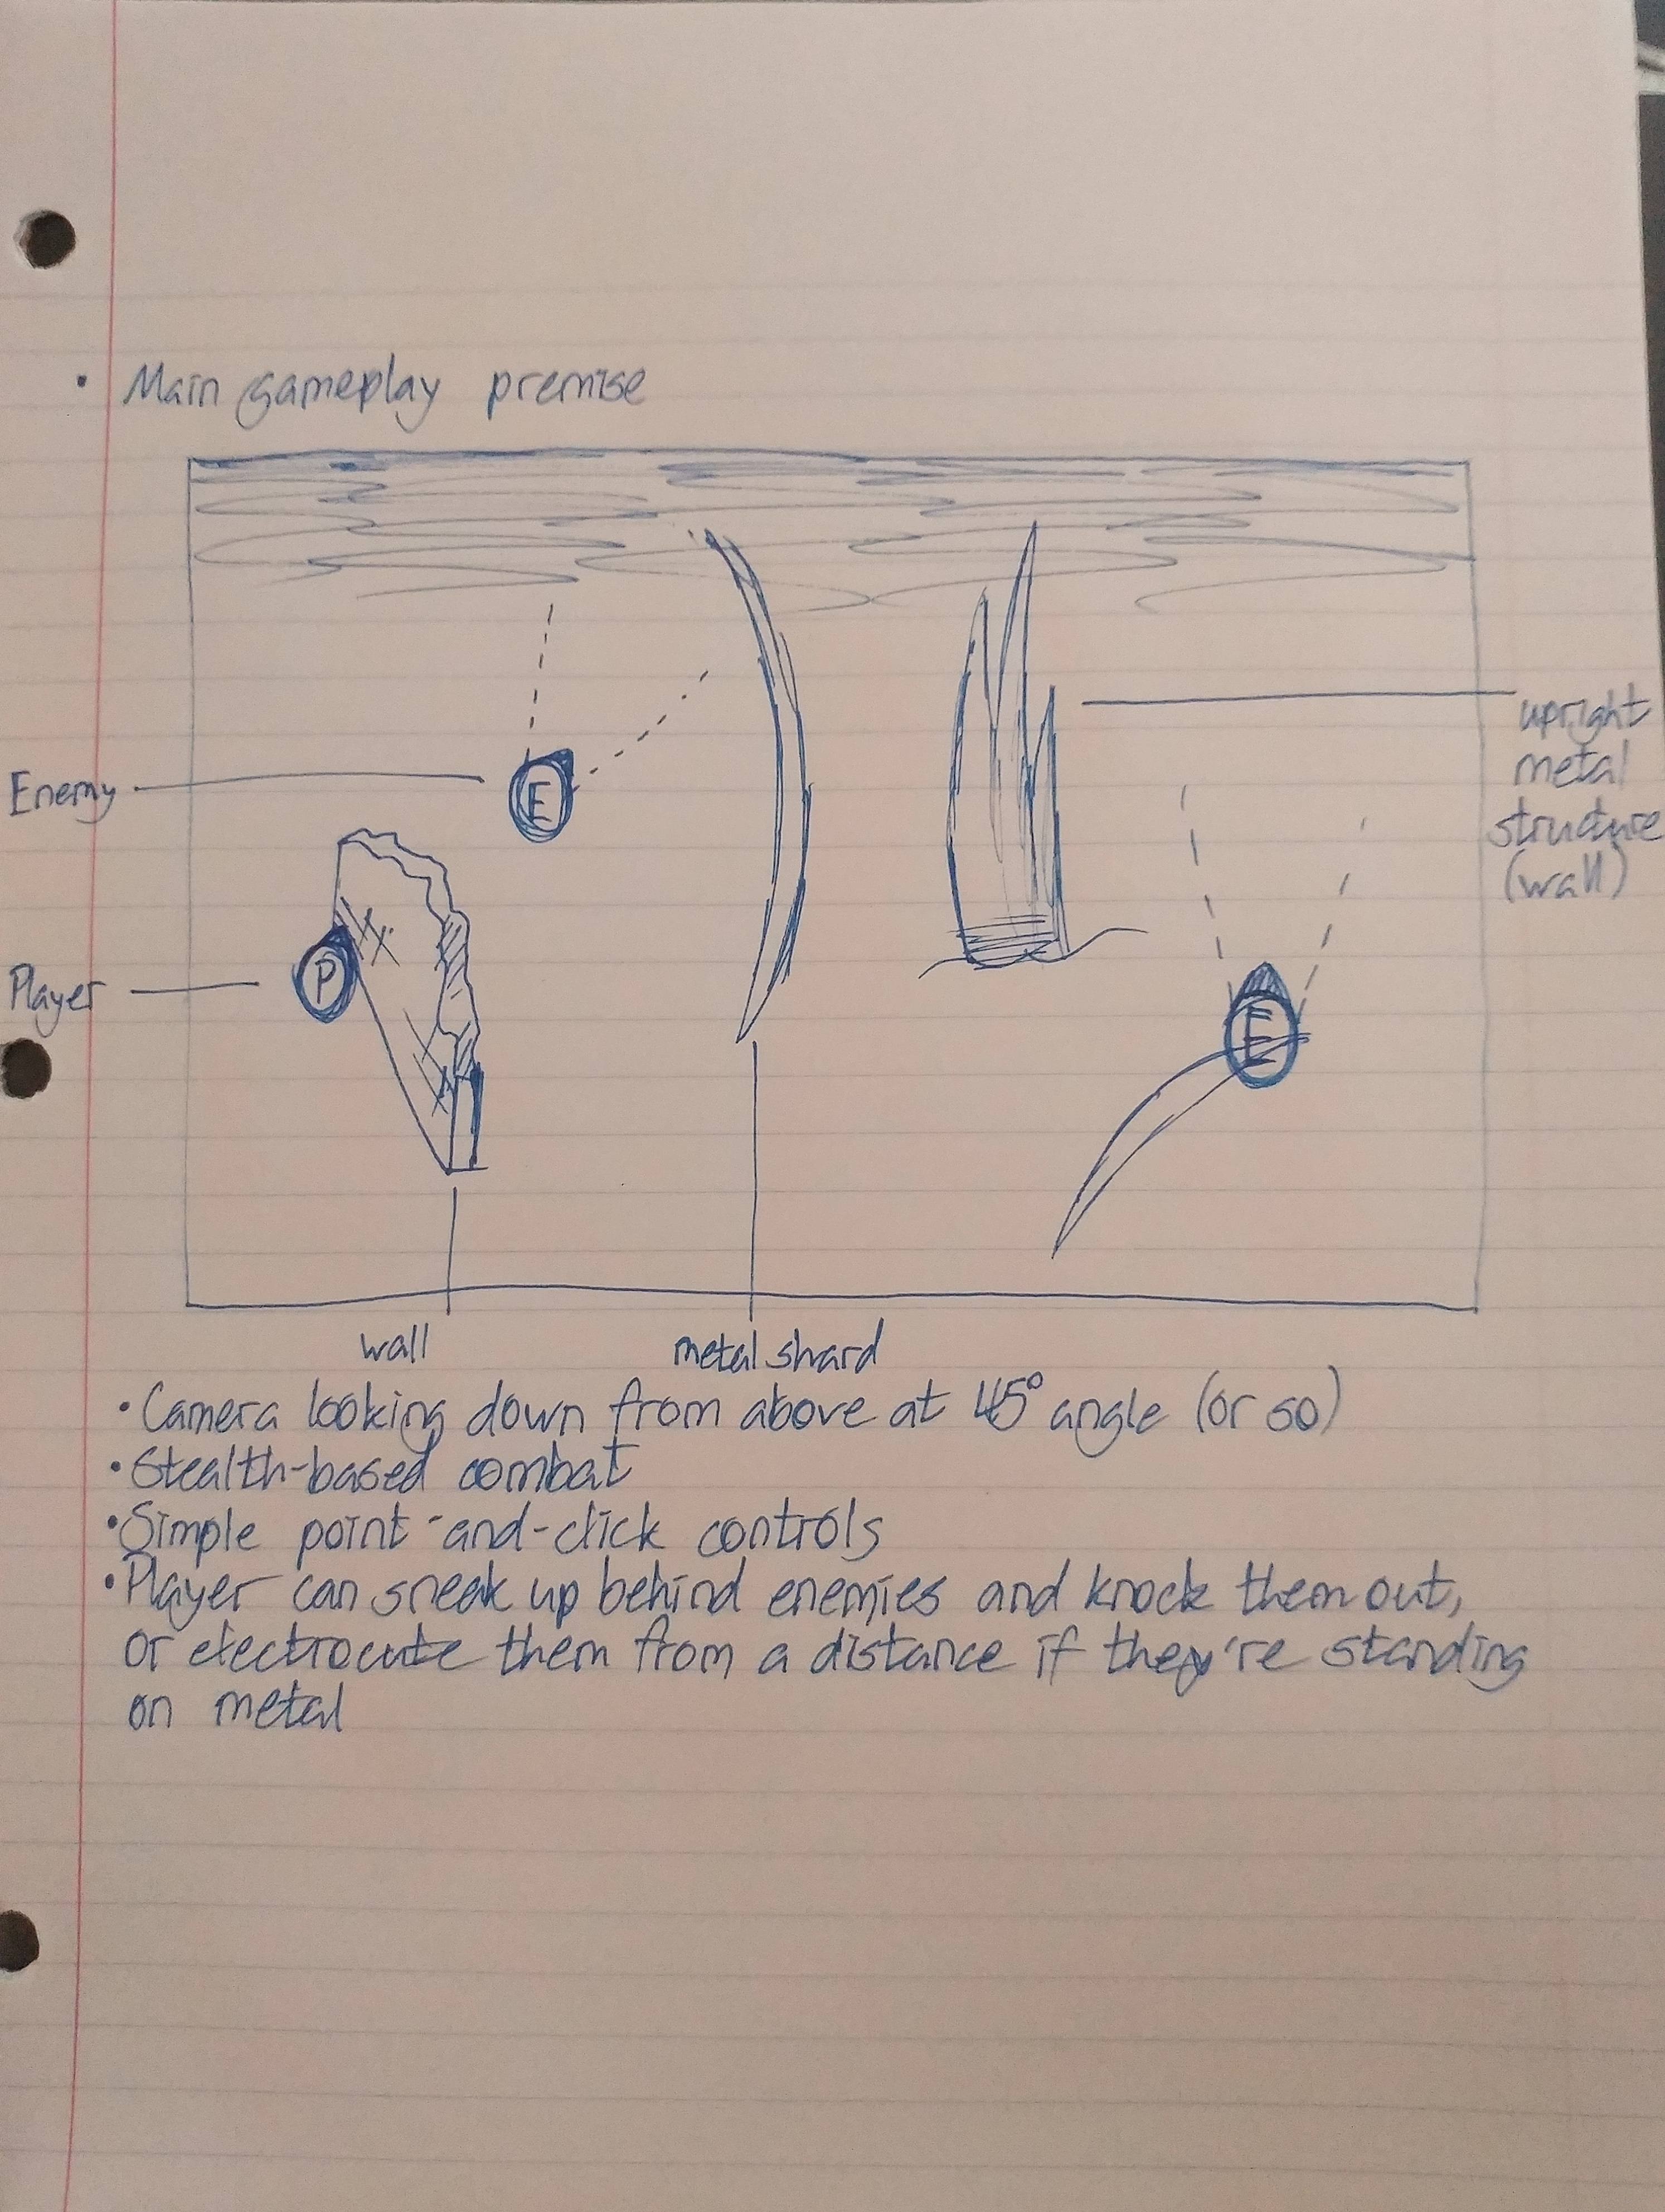 • Main gameplay premise
upright
metal
structure
(wall)
Enemy
E
Player
P
E
wall
metal shard
• Camera looking down from above at 45° angle (or so)
• Stealth-based combat
• Simple point-and-click controls
• Player can sneak up behind enemies and knock them out,
or electrocute them from a distance if they're standing
on metal